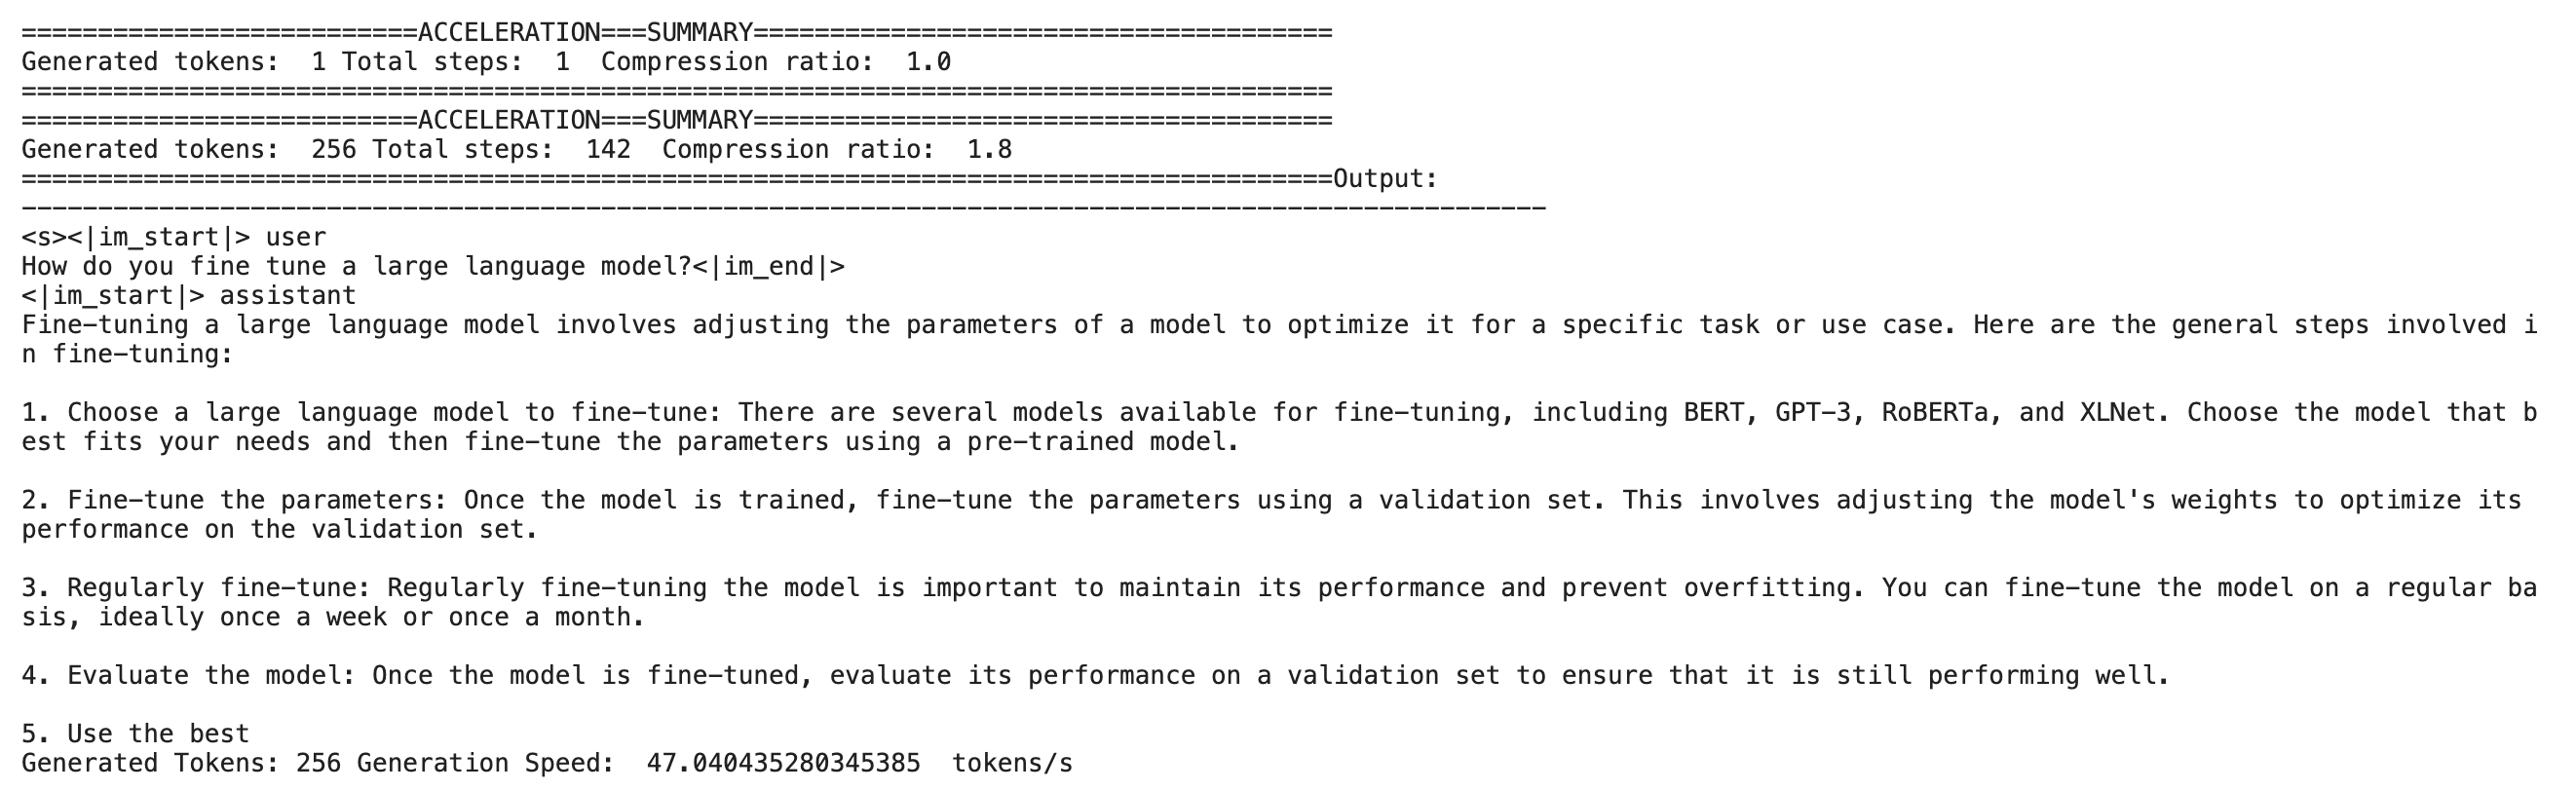 ==========================ACCELERATION===SUMMARY======================================
Generated tokens:  1 Total steps:  1  Compression ratio:  1.0
======================================================================================
==========================ACCELERATION===SUMMARY======================================
Generated tokens:  256 Total steps:  142  Compression ratio:  1.8
======================================================================================Output:
----------------------------------------------------------------------------------------------------
<s><|im_start|> user
How do you fine tune a large language model?<|im_end|>
<|im_start|> assistant
Fine-tuning a large language model involves adjusting the parameters of a model to optimize it for a specific task or use case. Here are the general steps involved i
n fine-tuning:

1. Choose a large language model to fine-tune: There are several models available for fine-tuning, including BERT, GPT-3, RoBERTa, and XLNet. Choose the model that b
est fits your needs and then fine-tune the parameters using a pre-trained model.

2. Fine-tune the parameters: Once the model is trained, fine-tune the parameters using a validation set. This involves adjusting the model's weights to optimize its
performance on the validation set.

3. Regularly fine-tune: Regularly fine-tuning the model is important to maintain its performance and prevent overfitting. You can fine-tune the model on a regular ba
sis, ideally once a week or once a month.

4. Evaluate the model: Once the model is fine-tuned, evaluate its performance on a validation set to ensure that it is still performing well.

5. Use the best
Generated Tokens: 256 Generation Speed:  47.040435280345385  tokens/s